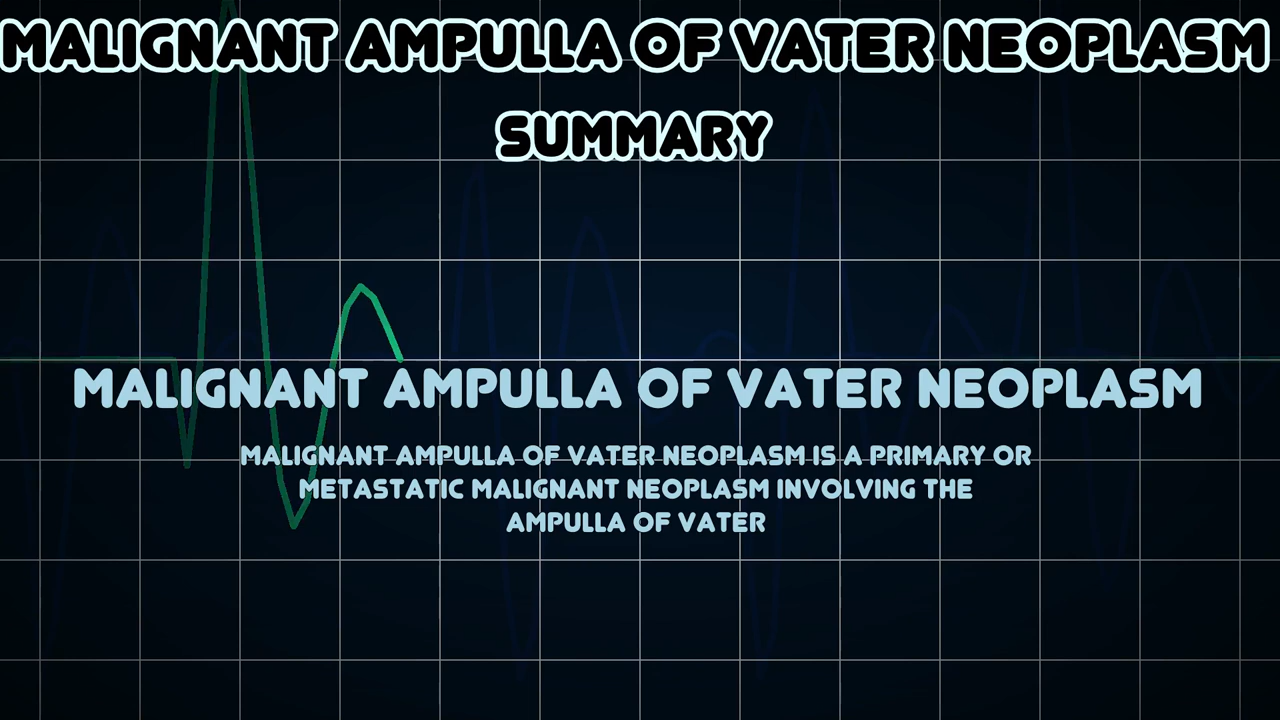 MALIGNANT AMPULLA OF VATER NEOPLASM
SUMMARY
MALIGNANT AMPULLA OF VATER NEOPLASM
MALIGNANT AMPULLA OF VATER NEOPLASM IS A PRIMARY OR
METASTATIC MALIGNANT NEOPLASM INVOLVING THE
AMPULLA OF VATER